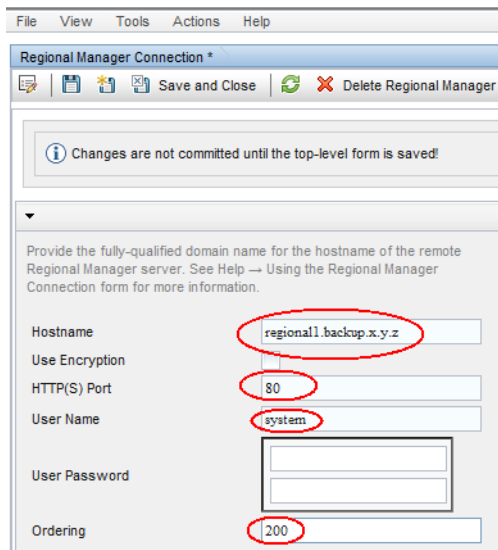 File View Tools Actions Help
Regional Manager Connection *
Save and Close Delete Regional Manager
Changes are not committed until the top-level form is saved!
Provide the fully-qualified domain name for the hostname of the remote
Regional Manager server. See Help → Using the Regional Manager
Connection form for more information.
Hostname regional1.backup.x.y.z
Use Encryption
HTTP(S) Port 80
User Name system
User Password
Ordering 200